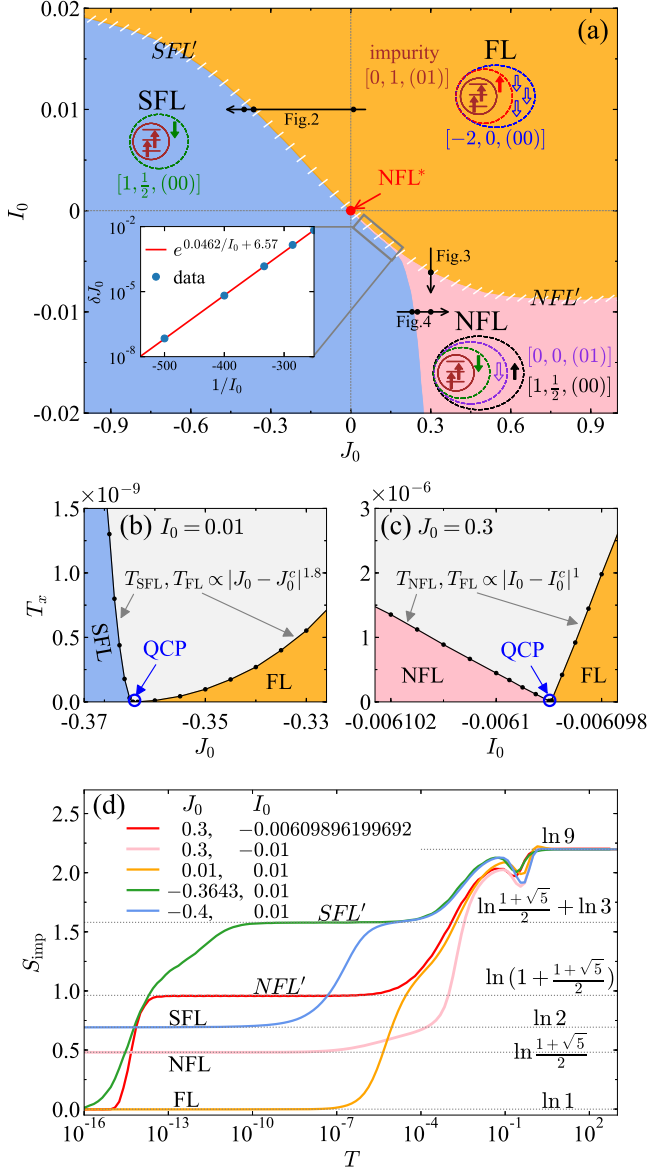 (a)
0.02
0.01
0
-0.01
-0.02
I₀
SFL′
SFL
[1, 1/2, (00)]
Fig.2
impurity
[0, 1, (01)]
FL
[-2, 0, (00)]
NFL*
Fig.3
Fig.4
NFL′
NFL
[0, 0, (01)]
[1, 1/2, (00)]
10⁻²
10⁻⁵
10⁻⁸
δJ₀
e^{0.0462/I₀ + 6.57}
data
-500 -400 -300
1/I₀
-0.9 -0.6 -0.3 0 0.3 0.6 0.9
J₀
×10⁻⁹
(b) I₀ = 0.01
1.5
1.0
0.5
0.0
Tₓ
T_SFL, T_FL ∝ |J₀ − J₀ᶜ|^{1.8}
SFL
QCP
FL
-0.37 -0.35 -0.33
J₀
×10⁻⁶
(c) J₀ = 0.3
3
2
1
0
T_NFL, T_FL ∝ |I₀ − I₀ᶜ|¹
NFL
QCP
FL
-0.006102 -0.0061 -0.006098
I₀
(d)
J₀ I₀
0.3, -0.00609896199692
0.3, -0.01
0.01, 0.01
-0.3643, 0.01
-0.4, 0.01
2.5
2.0
1.5
1.0
0.5
0.0
S_imp
SFL′
NFL′
SFL
NFL
FL
ln 9
ln (1+√5)/2 + ln 3
ln (1 + (1+√5)/2)
ln 2
ln (1+√5)/2
ln 1
10⁻¹⁶ 10⁻¹³ 10⁻¹⁰ 10⁻⁷ 10⁻⁴ 10⁻¹ 10²
T